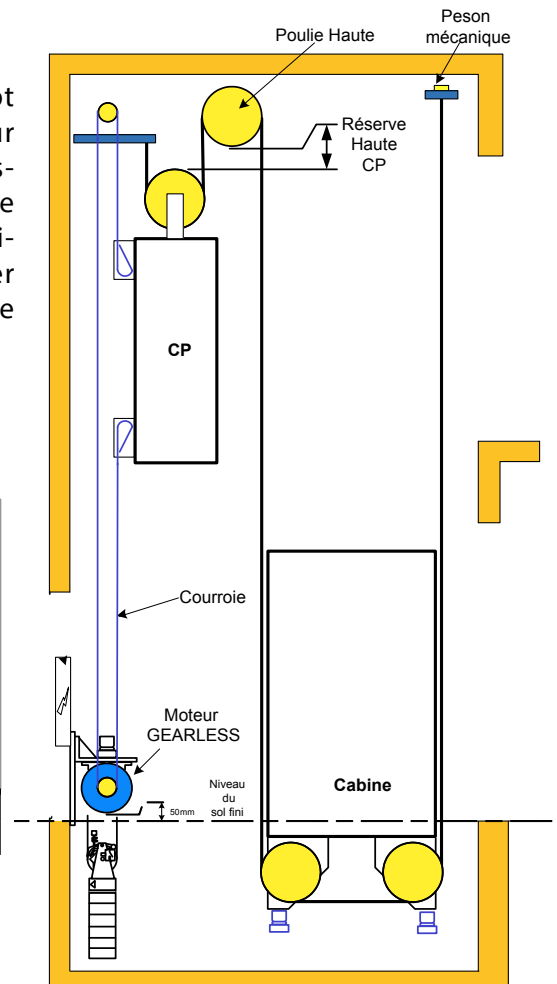 Peson
mécanique
Poulie Haute
Réserve
Haute
CP
CP
Courroie
Moteur
GEARLESS
Niveau
du
sol fini
50mm
Cabine